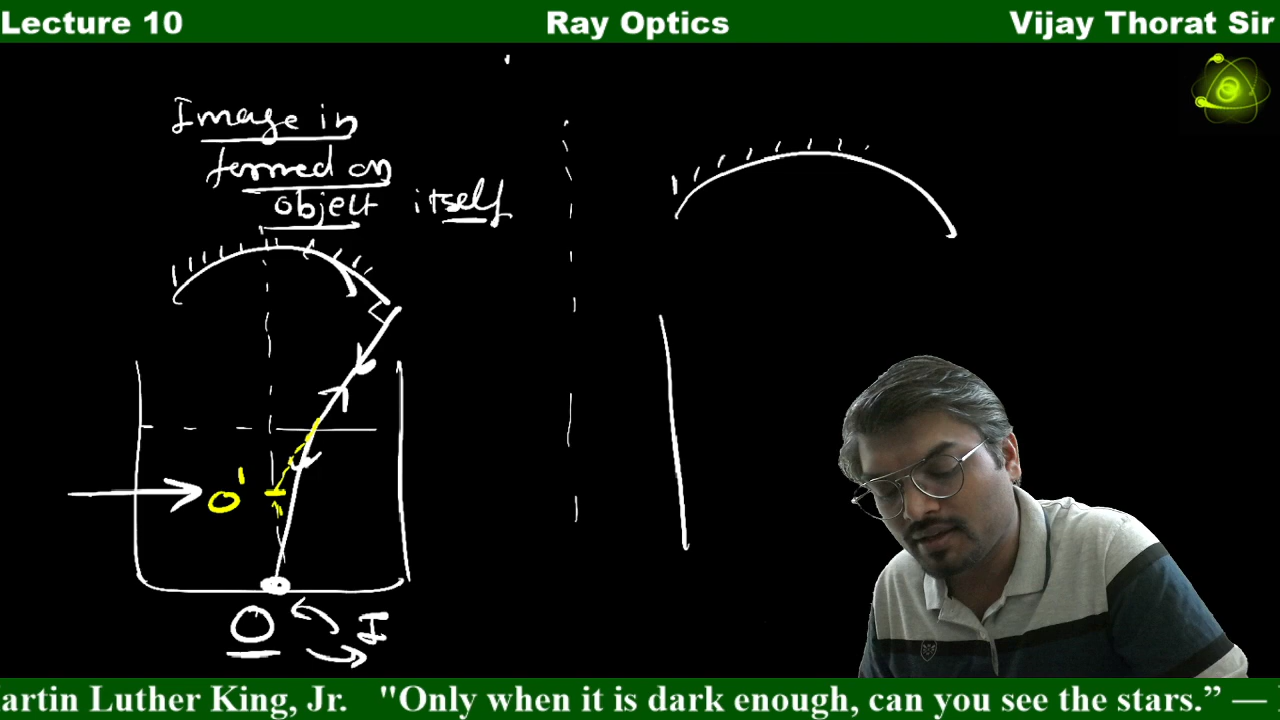 Lecture 10 Ray Optics Vijay Thorat Sir
Image in
formed on
object itself
O'
O I
artin Luther King, Jr. "Only when it is dark enough, can you see the stars.” —